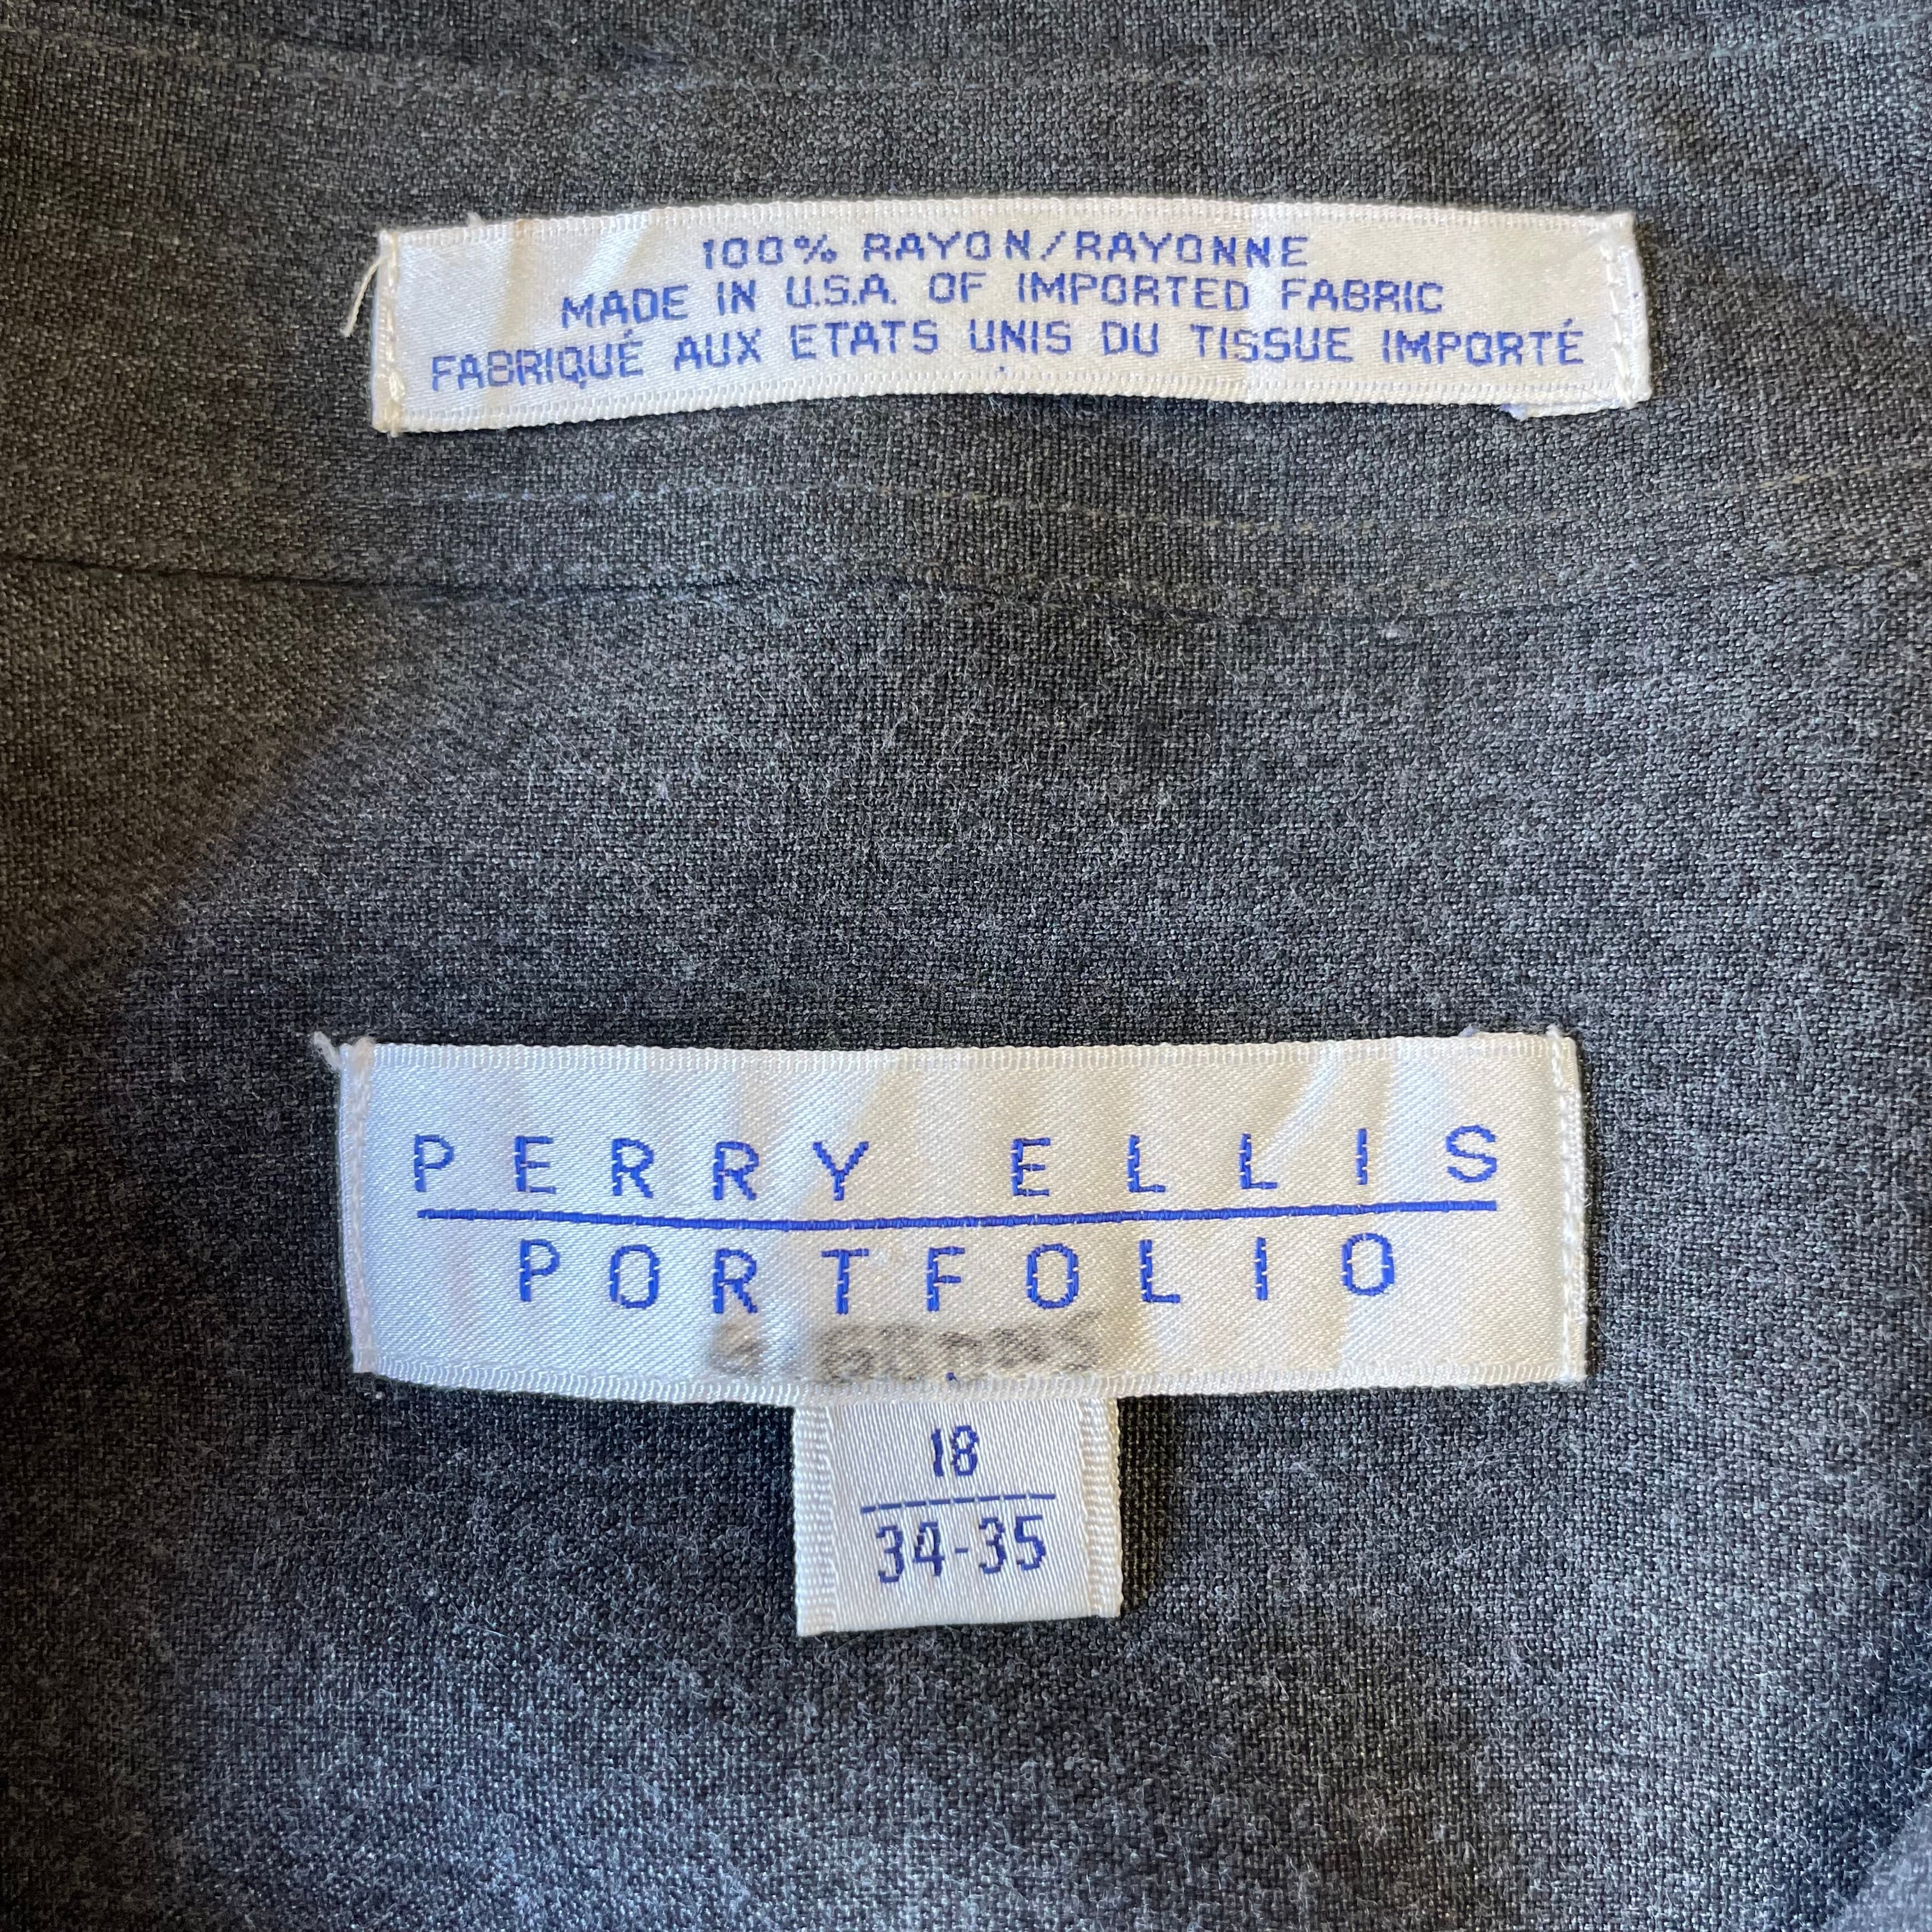 100% RAYON/RAYONNE
MADE IN U.S.A. OF IMPORTED FABRIC
FABRIQUÉ AUX ETATS UNIS DU TISSUE IMPORTÉ
PERRY ELLIS
PORTFOLIO
18
34-35